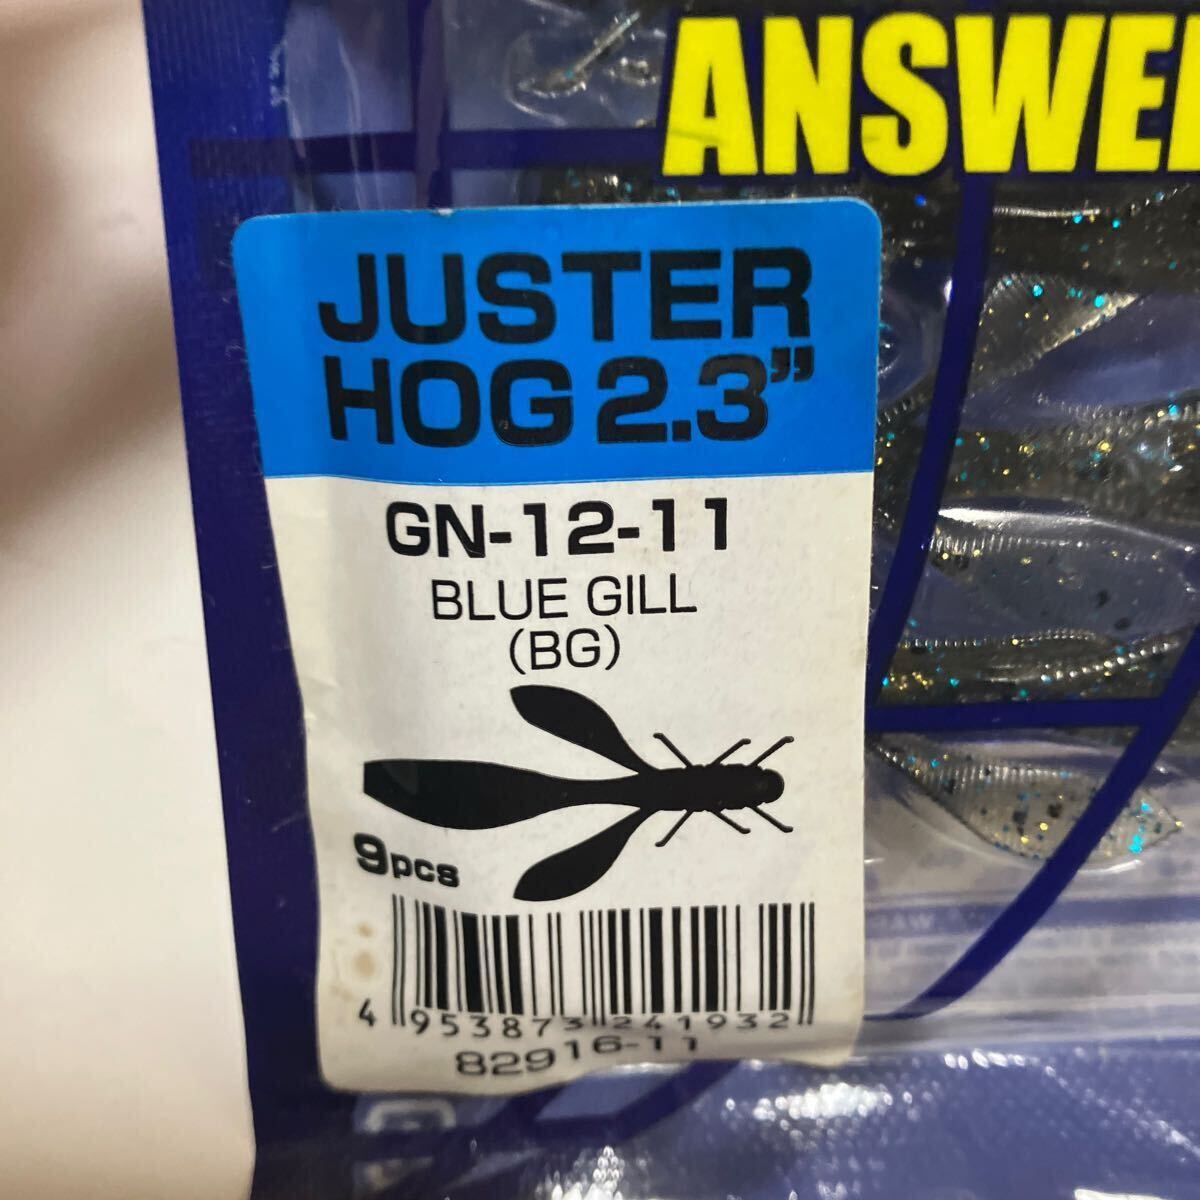 ANSWE
JUSTER
HOG 2.3”
GN-12-11
BLUE GILL
(BG)
9pcs
4 953873 241932
82916-11